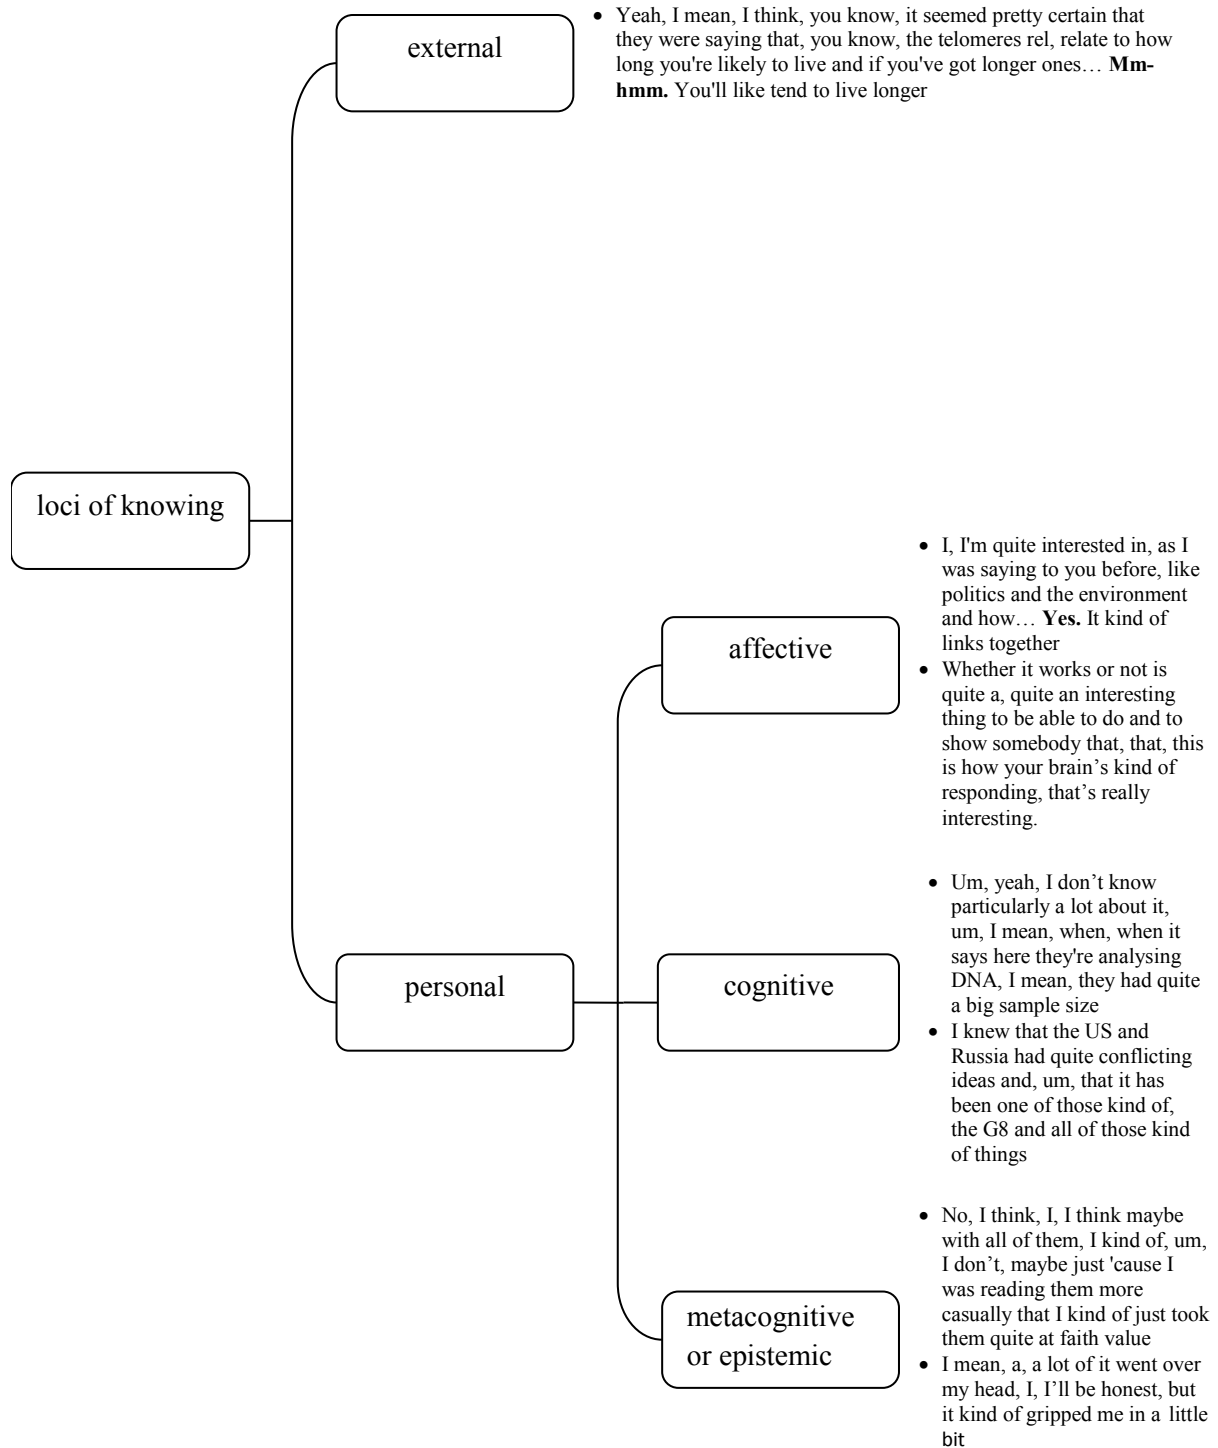 external
• Yeah, I mean, I think, you know, it seemed pretty certain that
they were saying that, you know, the telomeres rel, relate to how
long you're likely to live and if you've got longer ones… Mm-
hmm. You'll like tend to live longer
loci of knowing
affective
• I, I'm quite interested in, as I
was saying to you before, like
politics and the environment
and how… Yes. It kind of
links together
• Whether it works or not is
quite a, quite an interesting
thing to be able to do and to
show somebody that, that, this
is how your brain’s kind of
responding, that’s really
interesting.
personal
cognitive
• Um, yeah, I don’t know
particularly a lot about it,
um, I mean, when, when it
says here they're analysing
DNA, I mean, they had quite
a big sample size
• I knew that the US and
Russia had quite conflicting
ideas and, um, that it has
been one of those kind of,
the G8 and all of those kind
of things
metacognitive
or epistemic
• No, I think, I, I think maybe
with all of them, I kind of, um,
I don’t, maybe just 'cause I
was reading them more
casually that I kind of just took
them quite at faith value
• I mean, a, a lot of it went over
my head, I, I’ll be honest, but
it kind of gripped me in a little
bit